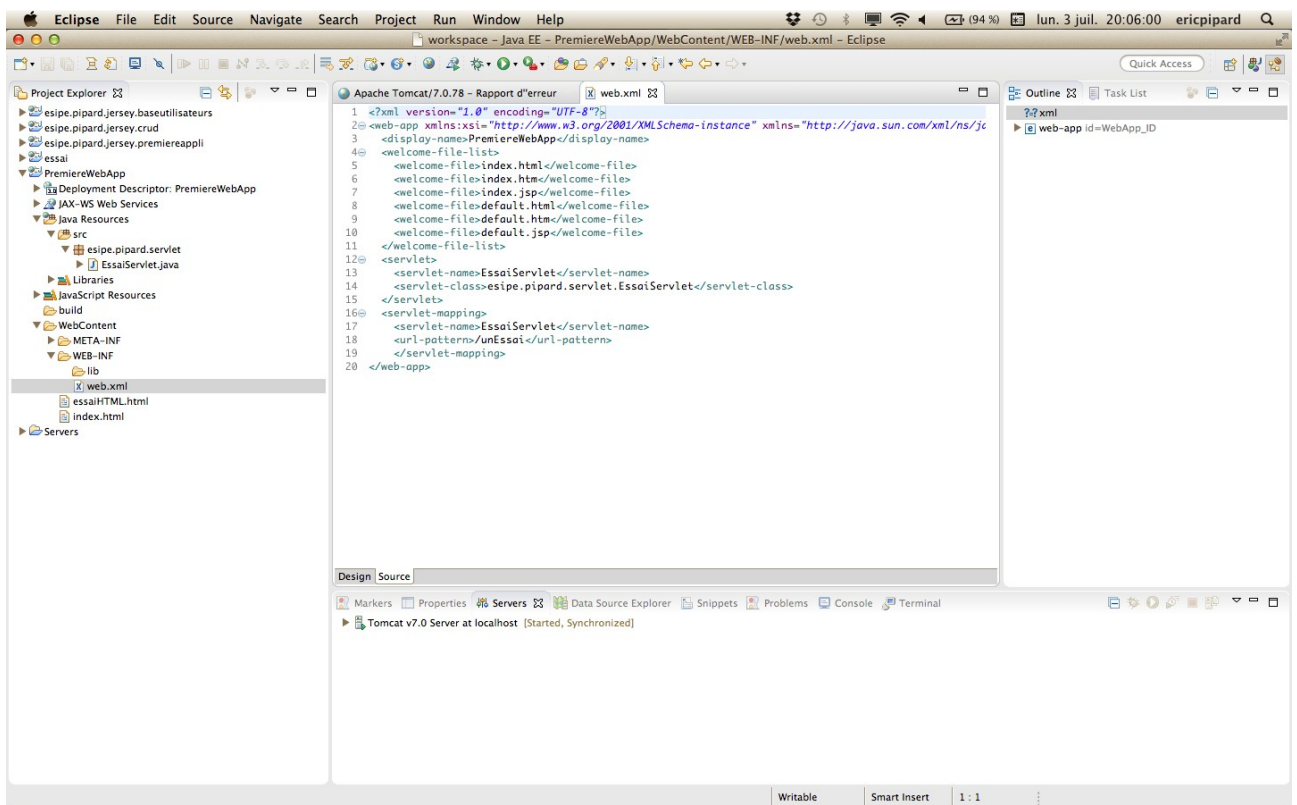 Eclipse File Edit Source Navigate Search Project Run Window Help (94 %) lun. 3 juil. 20:06:00 ericpipard
workspace – Java EE – PremiereWebApp/WebContent/WEB-INF/web.xml – Eclipse
Quick Access
Project Explorer
esipe.pipard.jersey.baseutilisateurs
esipe.pipard.jersey.crud
esipe.pipard.jersey.premiereappli
essai
PremiereWebApp
Deployment Descriptor: PremiereWebApp
JAX-WS Web Services
Java Resources
src
esipe.pipard.servlet
EssaiServlet.java
Libraries
JavaScript Resources
build
WebContent
META-INF
WEB-INF
lib
web.xml
essaiHTML.html
index.html
Servers
Apache Tomcat/7.0.78 – Rapport d''erreur web.xml
1 <?xml version="1.0" encoding="UTF-8"?>
2 <web-app xmlns:xsi="http://www.w3.org/2001/XMLSchema-instance" xmlns="http://java.sun.com/xml/ns/jc
3 <display-name>PremiereWebApp</display-name>
4 <welcome-file-list>
5 <welcome-file>index.html</welcome-file>
6 <welcome-file>index.htm</welcome-file>
7 <welcome-file>index.jsp</welcome-file>
8 <welcome-file>default.html</welcome-file>
9 <welcome-file>default.htm</welcome-file>
10 <welcome-file>default.jsp</welcome-file>
11 </welcome-file-list>
12 <servlet>
13 <servlet-name>EssaiServlet</servlet-name>
14 <servlet-class>esipe.pipard.servlet.EssaiServlet</servlet-class>
15 </servlet>
16 <servlet-mapping>
17 <servlet-name>EssaiServlet</servlet-name>
18 <url-pattern>/unEssai</url-pattern>
19 </servlet-mapping>
20 </web-app>
Design Source
Outline Task List
?=? xml
e web-app id=WebApp_ID
Markers Properties Servers Data Source Explorer Snippets Problems Console Terminal
Tomcat v7.0 Server at localhost [Started, Synchronized]
Writable Smart Insert 1 : 1